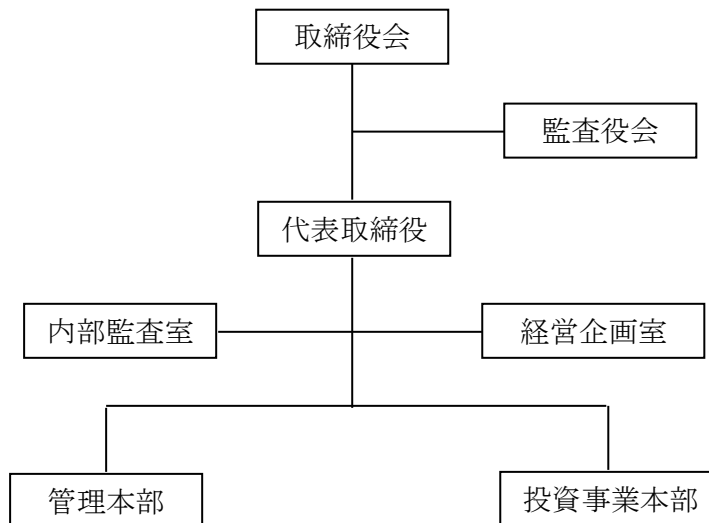 取締役会
監査役会
代表取締役
内部監査室
経営企画室
管理本部
投資事業本部